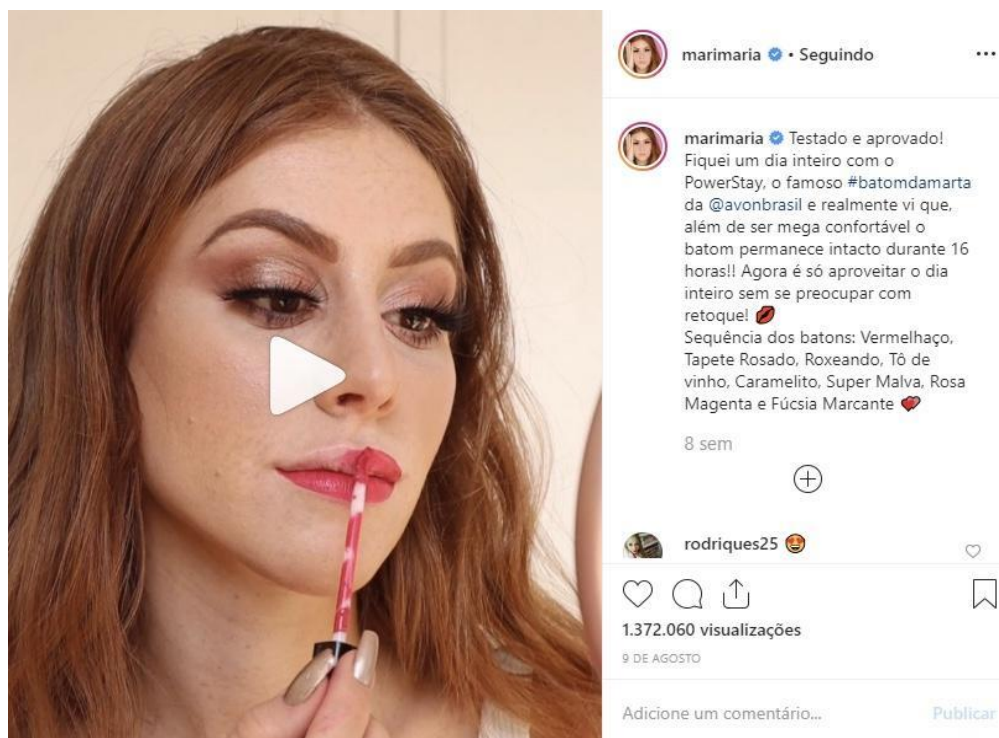 marimaria • Seguindo
marimaria Testado e aprovado!
Fiquei um dia inteiro com o
PowerStay, o famoso #batomdamarta
da @avonbrasil e realmente vi que,
além de ser mega confortável o
batom permanece intacto durante 16
horas!! Agora é só aproveitar o dia
inteiro sem se preocupar com
retoque! 💋
Sequência dos batons: Vermelhaço,
Tapete Rosado, Roxeando, Tô de
vinho, Caramelito, Super Malva, Rosa
Magenta e Fúcsia Marcante 💕
8 sem
rodriques25 😍
1.372.060 visualizações
9 DE AGOSTO
Adicione um comentário...
Publicar